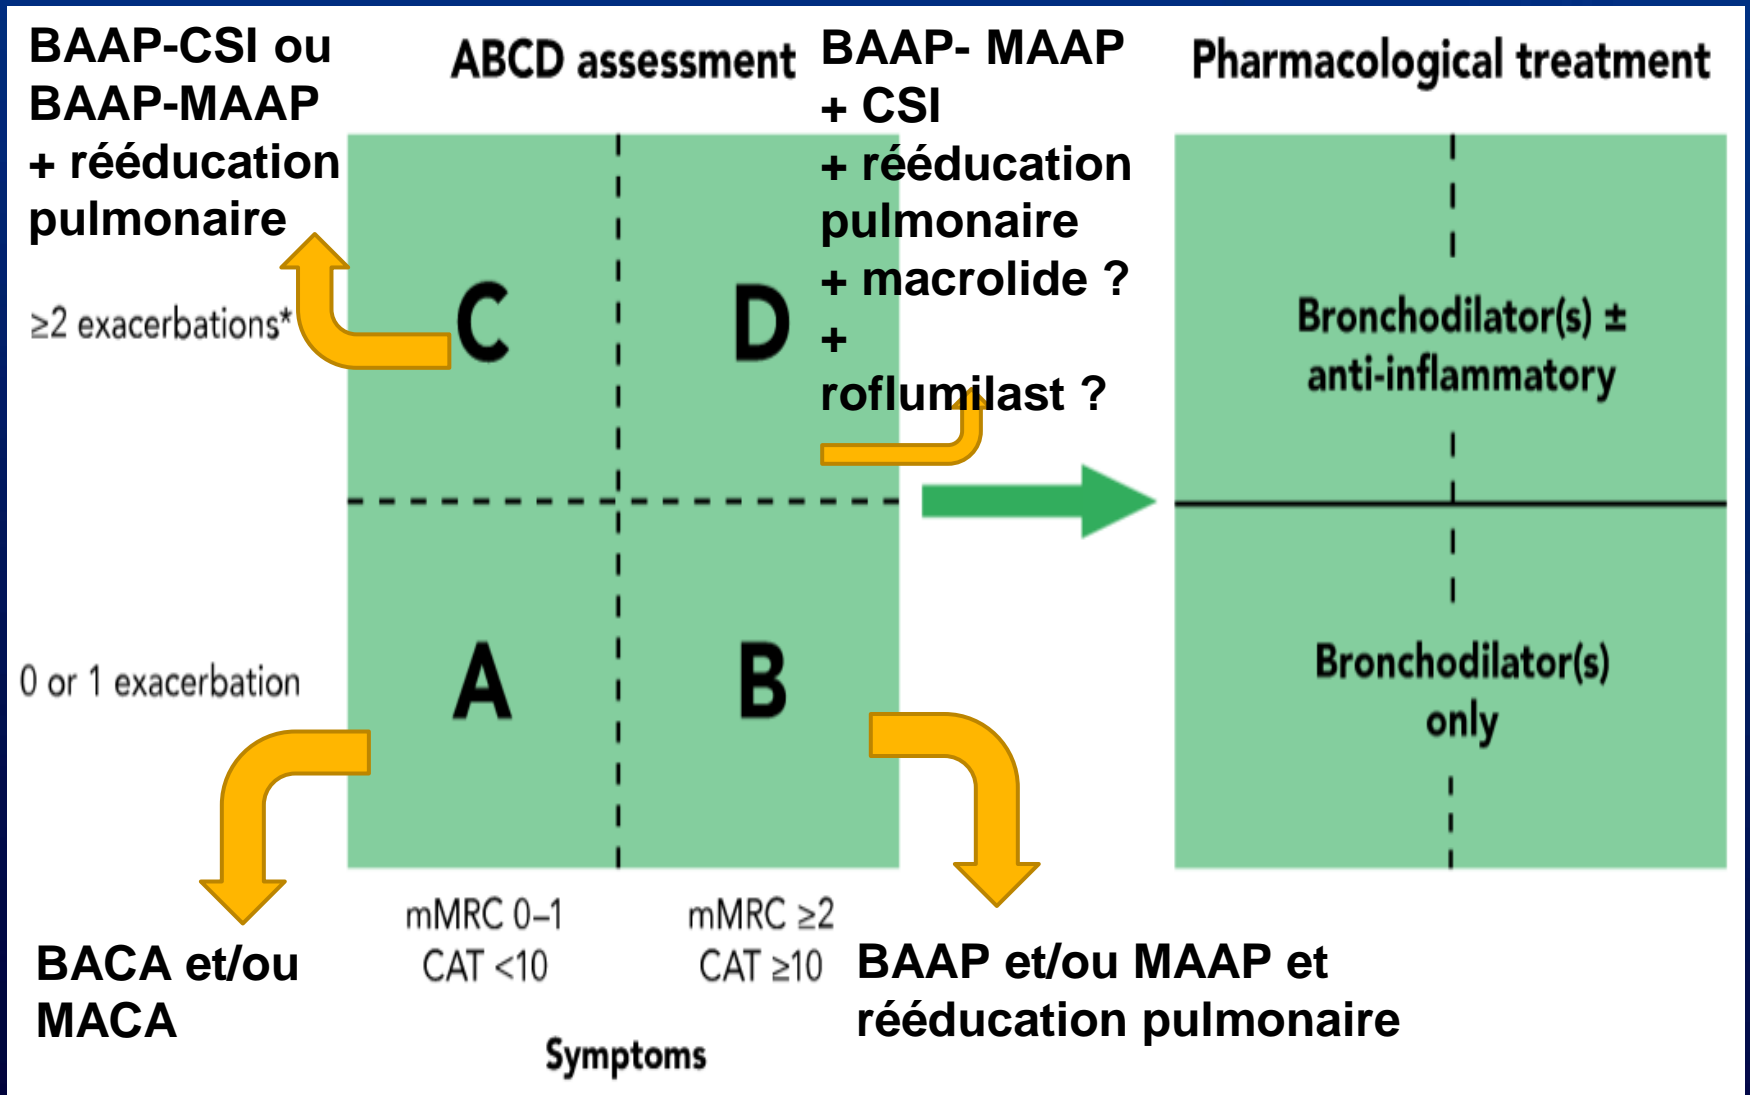 BAAP-CSI ou
BAAP-MAAP
+ rééducation
pulmonaire
ABCD assessment
BAAP- MAAP
+ CSI
+ rééducation
pulmonaire
+ macrolide ?
+
roflumilast ?
Pharmacological treatment
≥2 exacerbations*
C
D
Bronchodilator(s) ±
anti-inflammatory
0 or 1 exacerbation
A
B
Bronchodilator(s)
only
mMRC 0–1
CAT <10
mMRC ≥2
CAT ≥10
BACA et/ou
MACA
BAAP et/ou MAAP et
rééducation pulmonaire
Symptoms